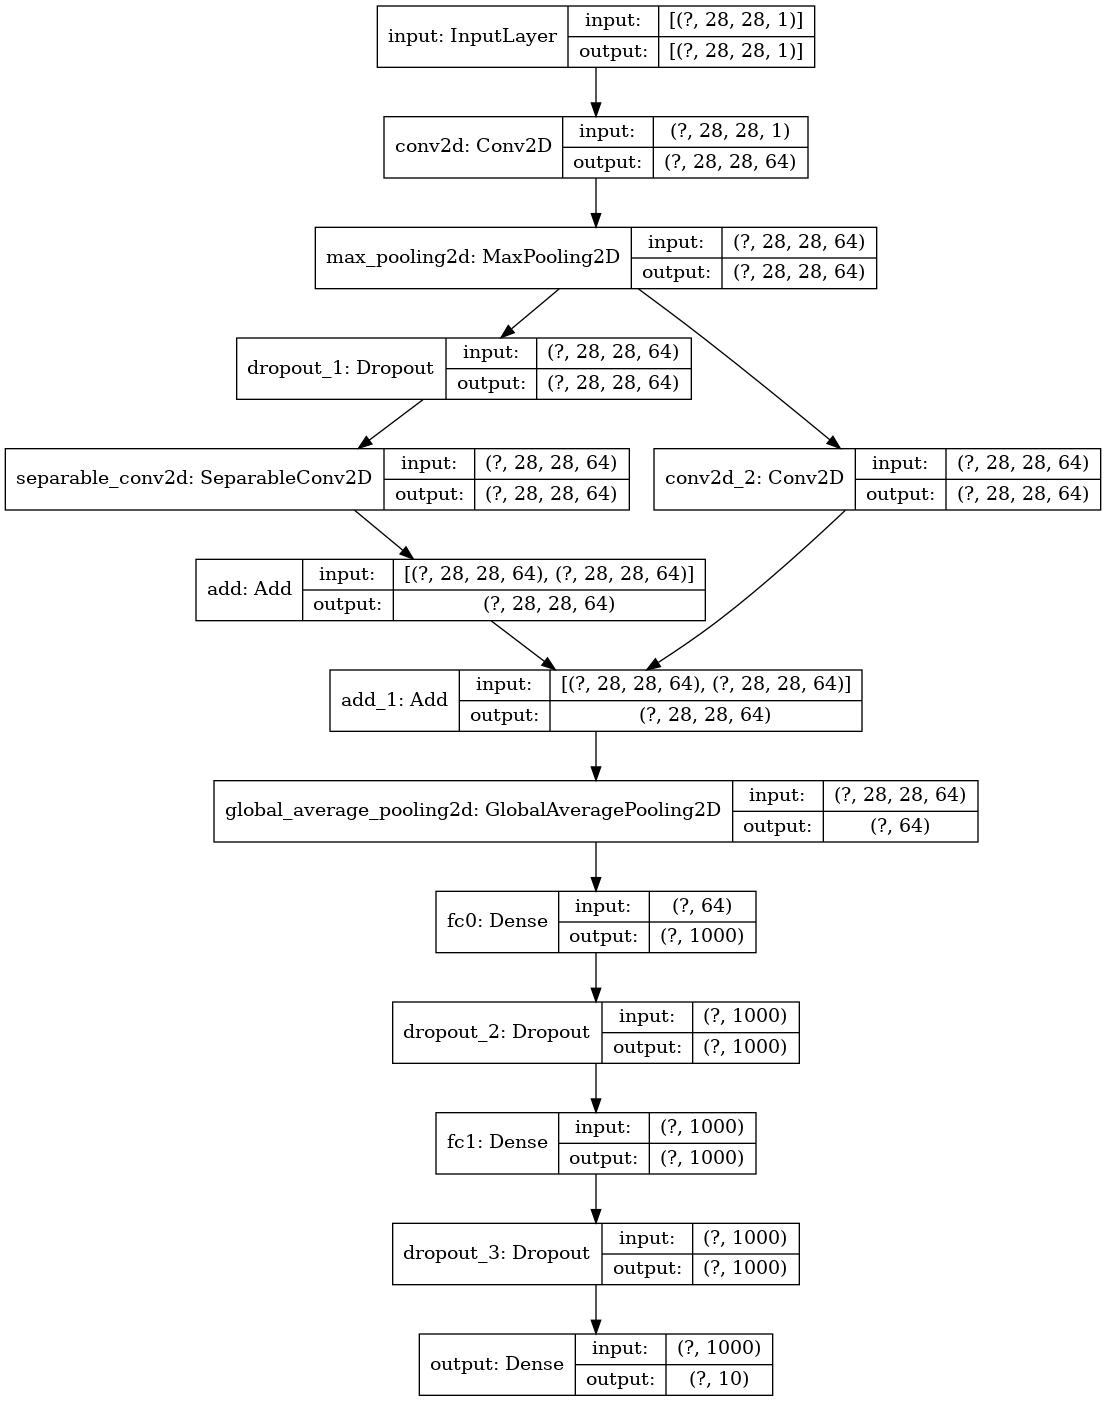 input: InputLayer
input: [(?, 28, 28, 1)]
output: [(?, 28, 28, 1)]
conv2d: Conv2D
input: (?, 28, 28, 1)
output: (?, 28, 28, 64)
max_pooling2d: MaxPooling2D
input: (?, 28, 28, 64)
output: (?, 28, 28, 64)
dropout_1: Dropout
input: (?, 28, 28, 64)
output: (?, 28, 28, 64)
separable_conv2d: SeparableConv2D
input: (?, 28, 28, 64)
output: (?, 28, 28, 64)
conv2d_2: Conv2D
input: (?, 28, 28, 64)
output: (?, 28, 28, 64)
add: Add
input: [(?, 28, 28, 64), (?, 28, 28, 64)]
output: (?, 28, 28, 64)
add_1: Add
input: [(?, 28, 28, 64), (?, 28, 28, 64)]
output: (?, 28, 28, 64)
global_average_pooling2d: GlobalAveragePooling2D
input: (?, 28, 28, 64)
output: (?, 64)
fc0: Dense
input: (?, 64)
output: (?, 1000)
dropout_2: Dropout
input: (?, 1000)
output: (?, 1000)
fc1: Dense
input: (?, 1000)
output: (?, 1000)
dropout_3: Dropout
input: (?, 1000)
output: (?, 1000)
output: Dense
input: (?, 1000)
output: (?, 10)